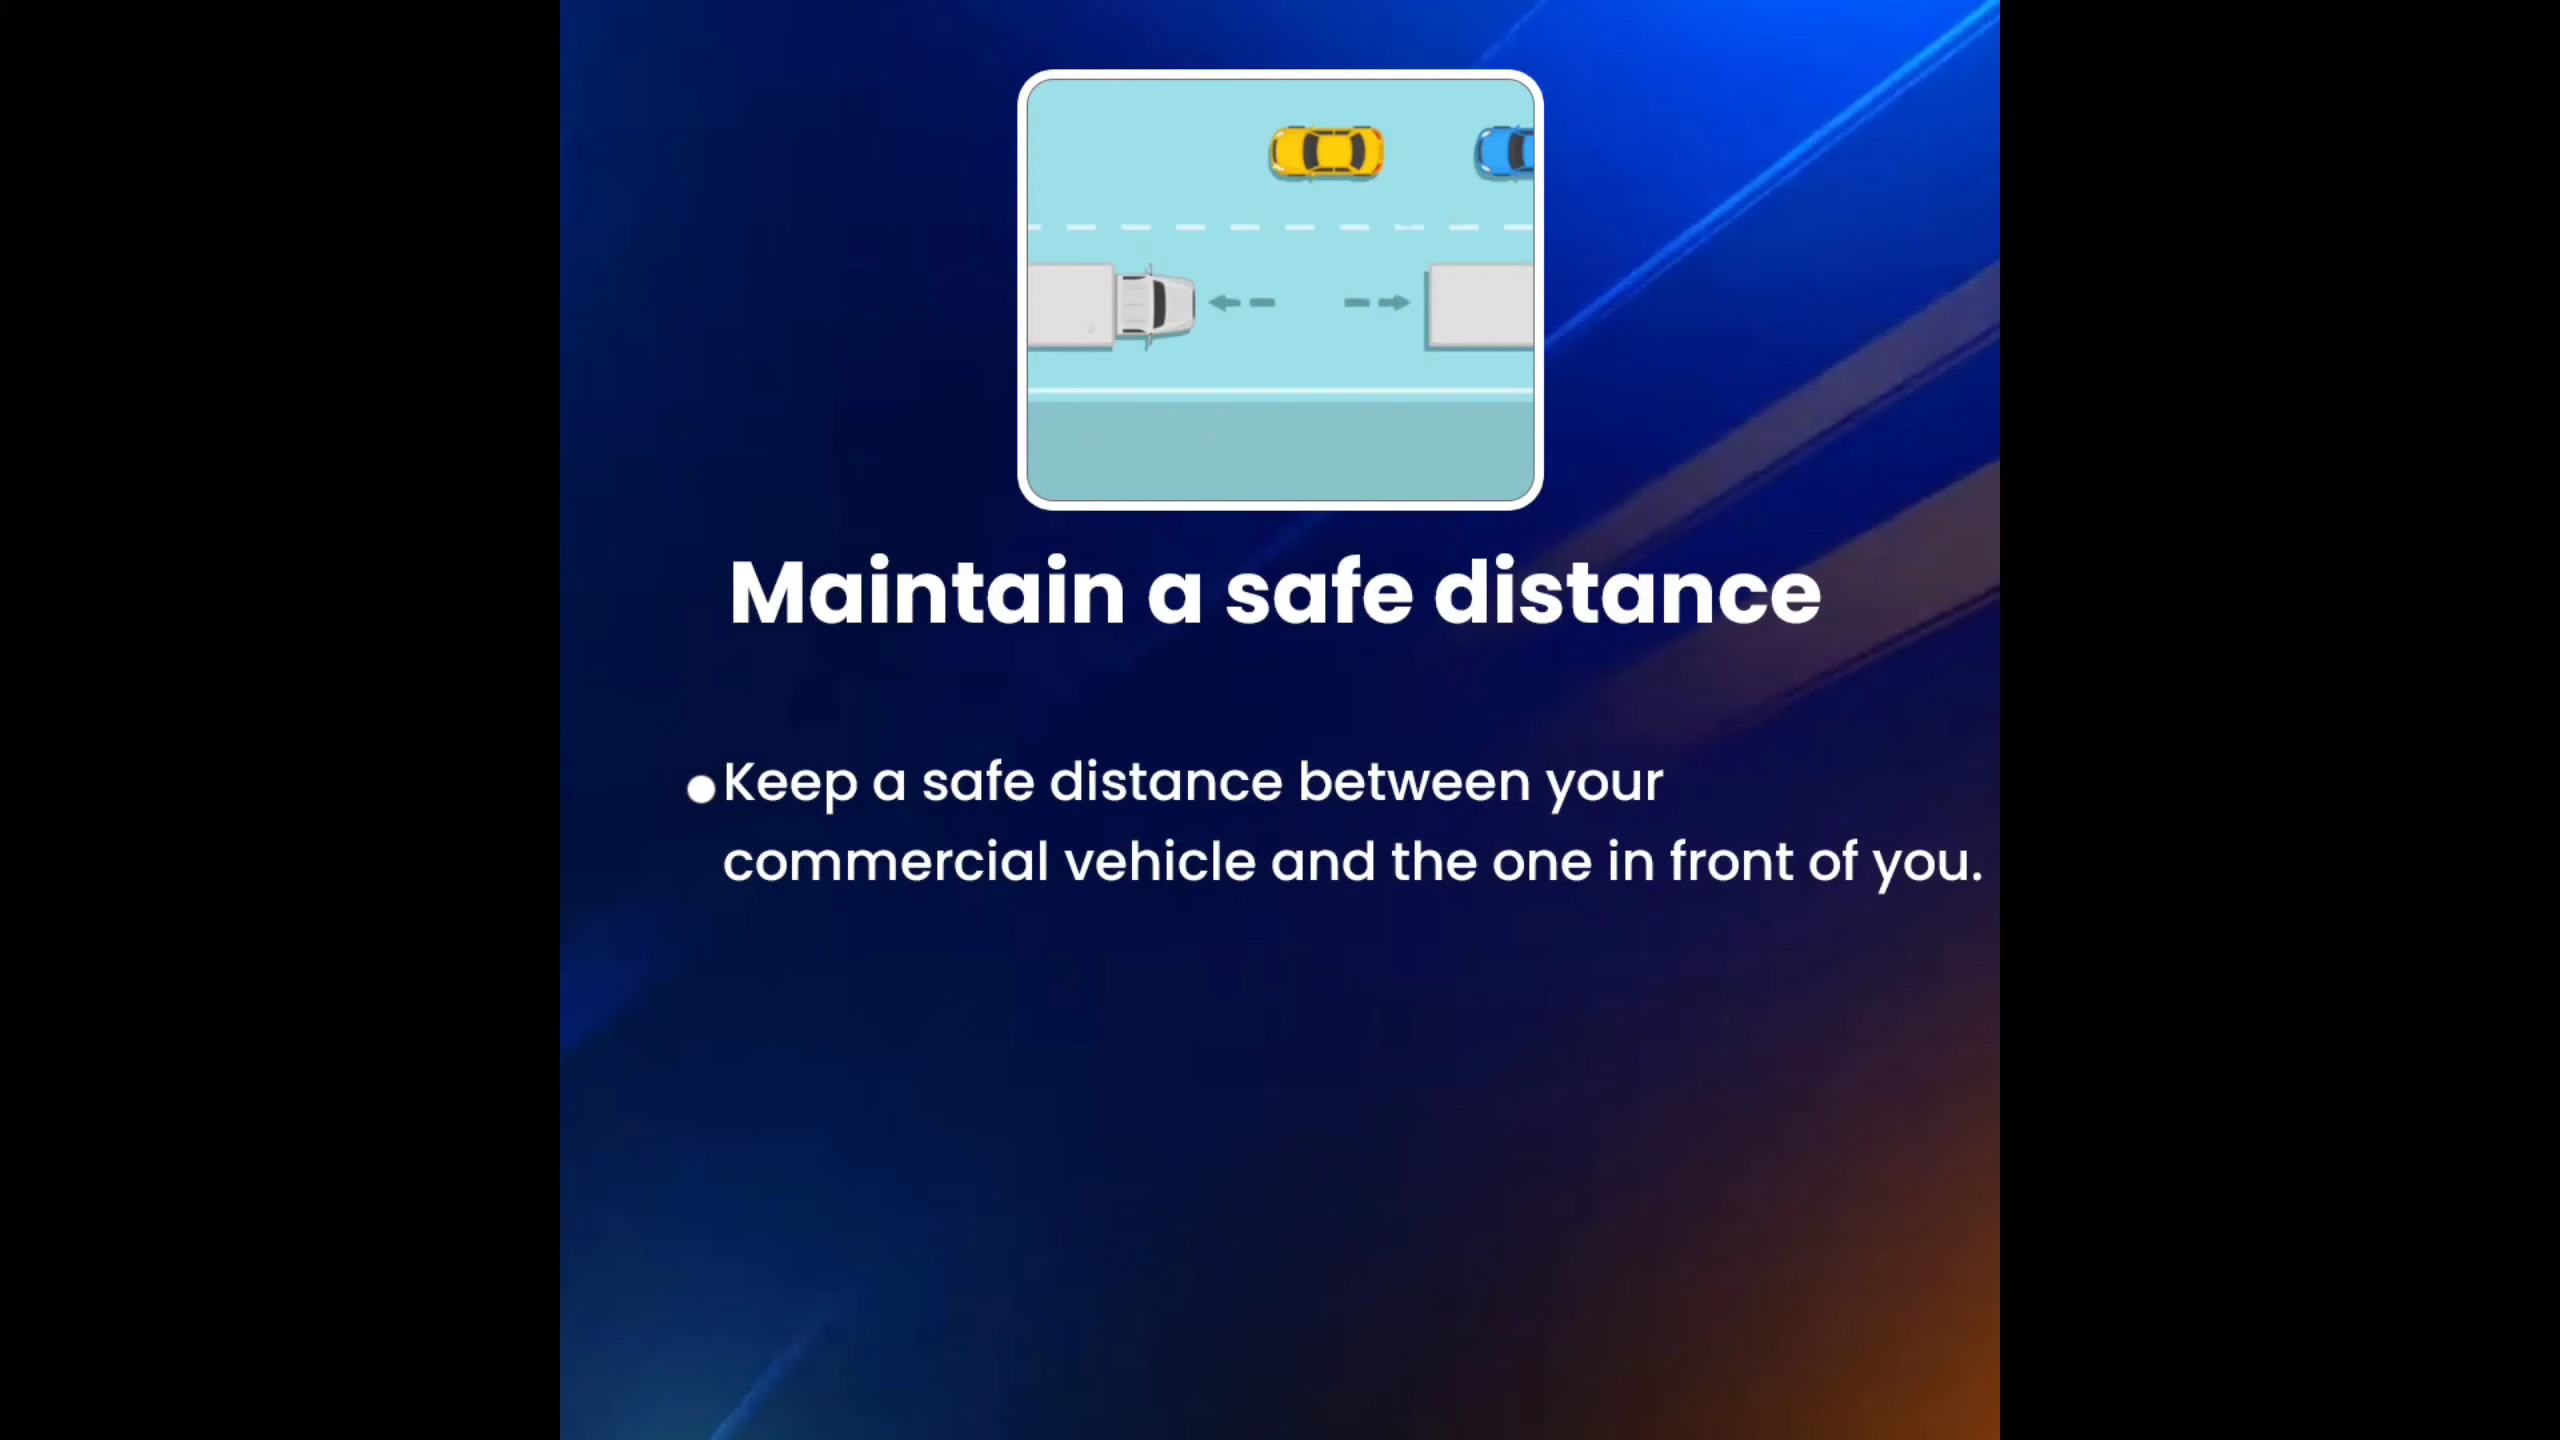 Maintain a safe distance
Keep a safe distance between your
commercial vehicle and the one in front of you.